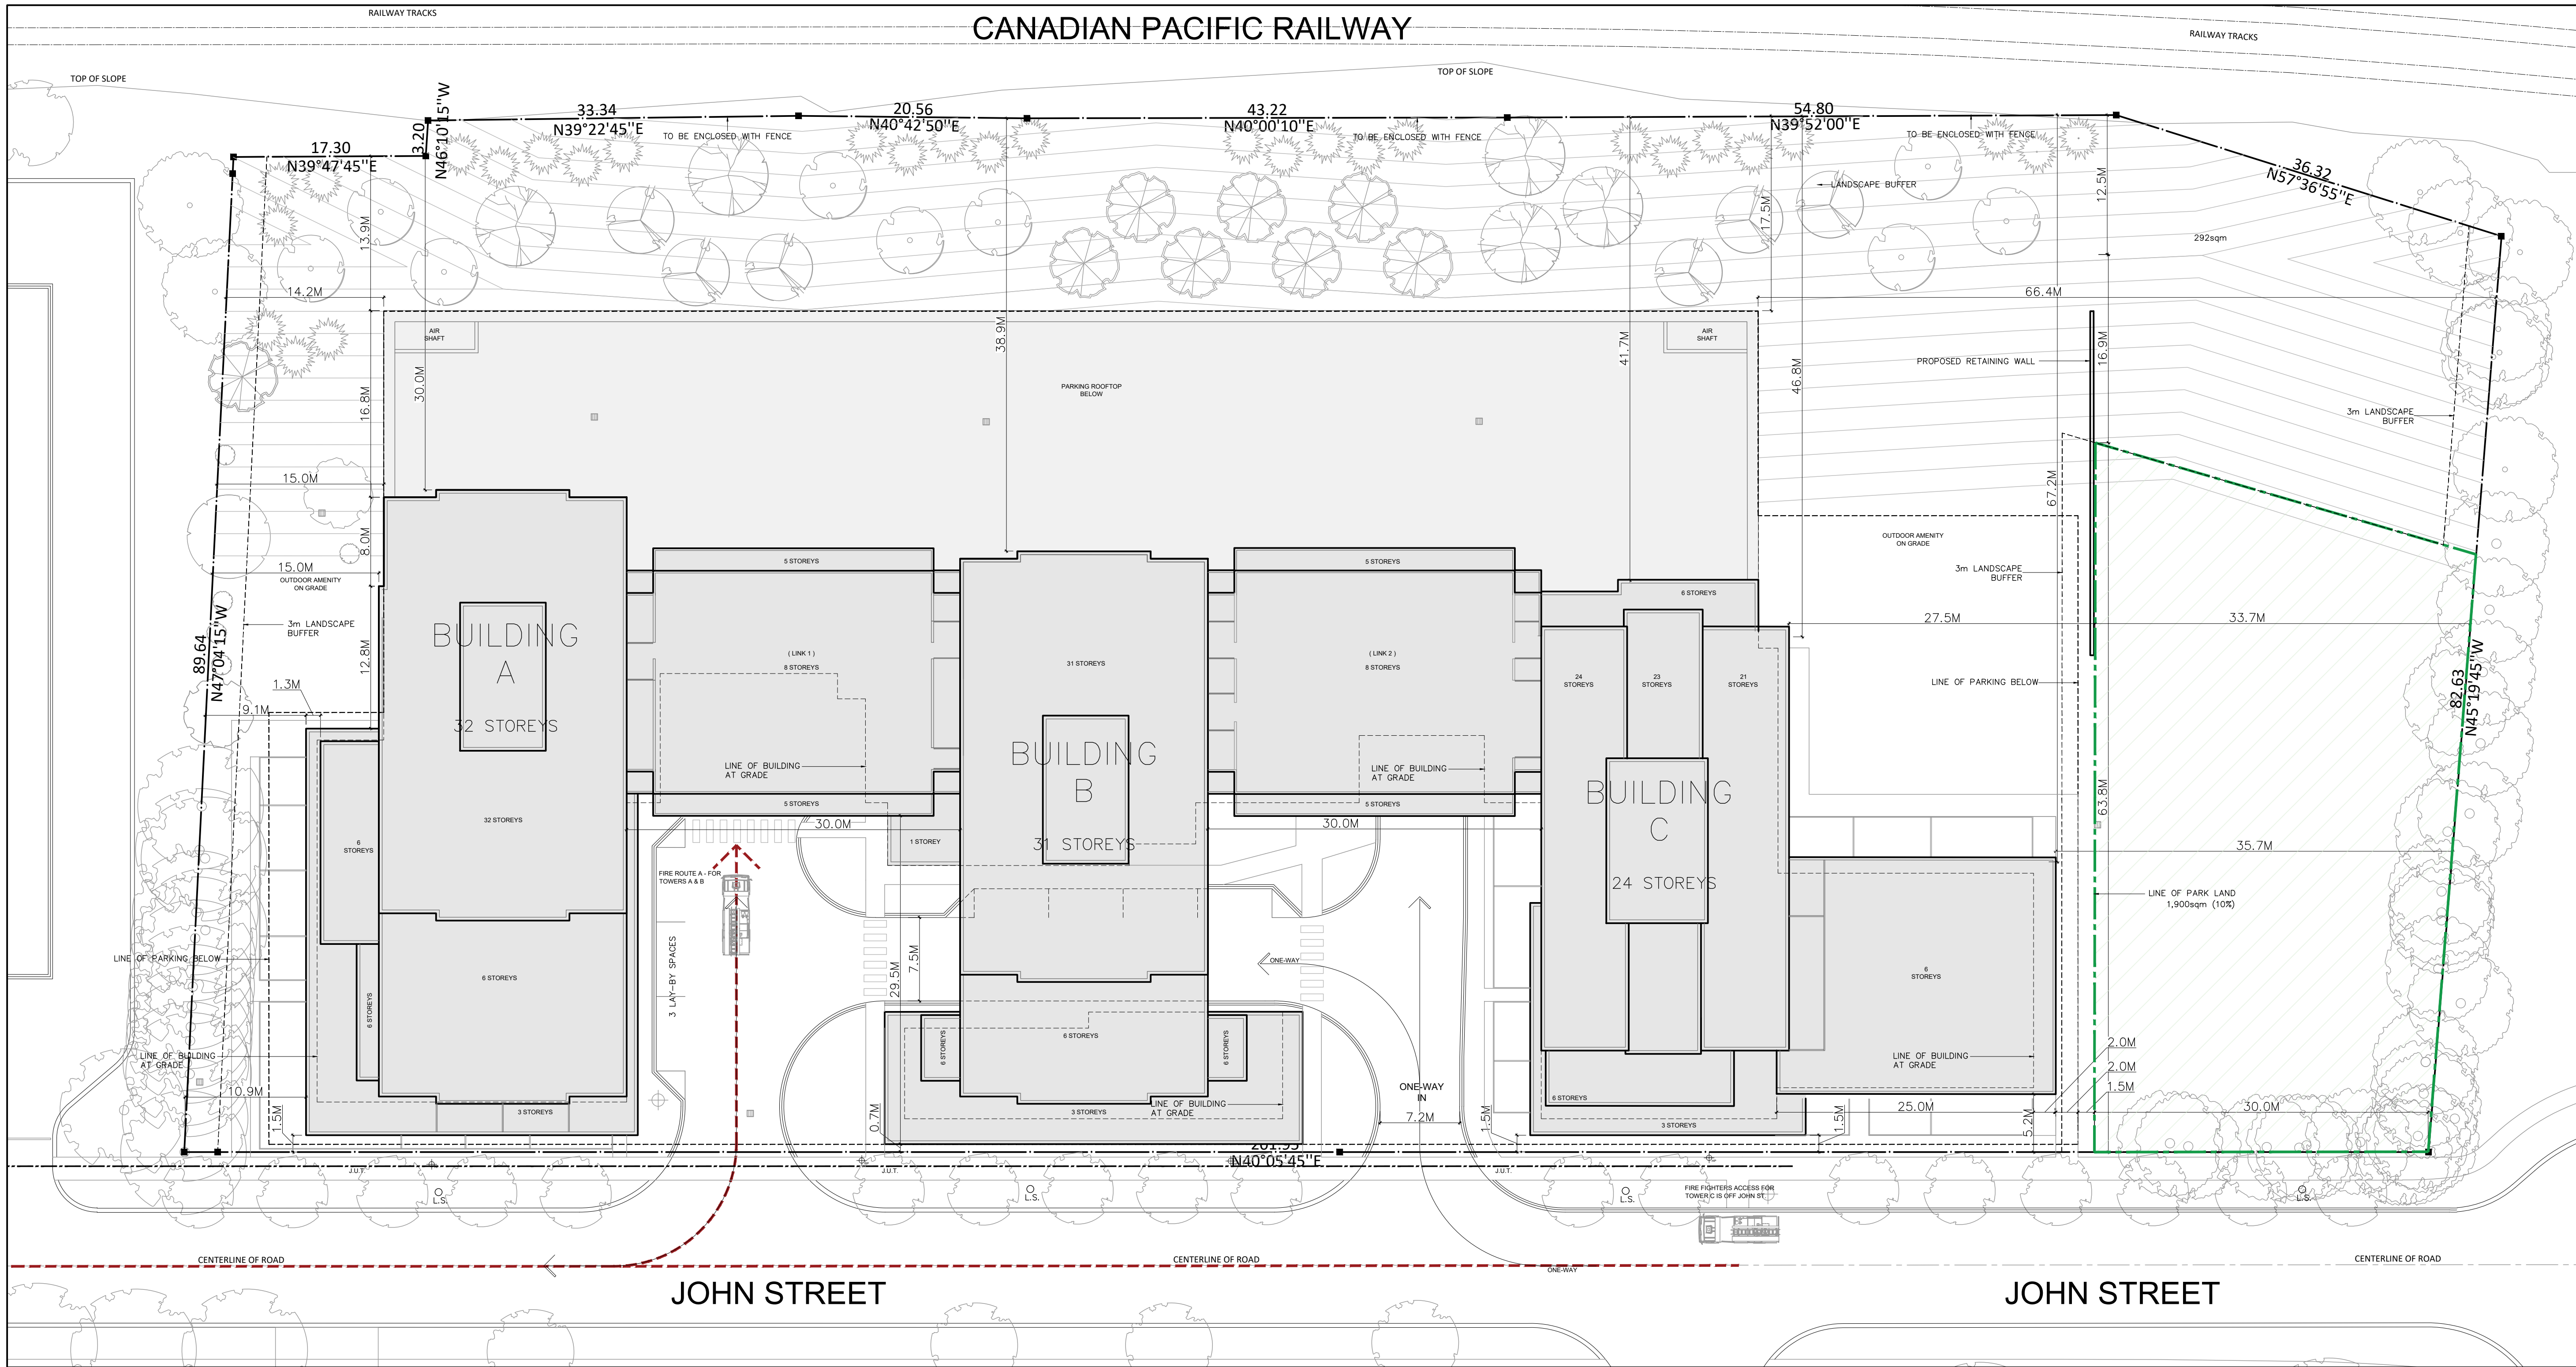 RAILWAY TRACKS
CANADIAN PACIFIC RAILWAY
RAILWAY TRACKS
TOP OF SLOPE
TOP OF SLOPE
17.30
N39°47'45"E
3.20
N46°10'15"W
33.34
N39°22'45"E
20.56
N40°42'50"E
43.22
N40°00'10"E
54.80
N39°52'00"E
36.32
N57°36'55"E
TO BE ENCLOSED WITH FENCE
TO BE ENCLOSED WITH FENCE
TO BE ENCLOSED WITH FENCE
LANDSCAPE BUFFER
13.9M
17.5M
12.5M
292sqm
14.2M
66.4M
AIR
SHAFT
AIR
SHAFT
38.9M
41.7M
46.8M
16.9M
PROPOSED RETAINING WALL
30.0M
16.8M
PARKING ROOFTOP
BELOW
3m LANDSCAPE
BUFFER
15.0M
67.2M
8.0M
15.0M
OUTDOOR AMENITY
ON GRADE
OUTDOOR AMENITY
ON GRADE
3m LANDSCAPE
BUFFER
5 STOREYS
5 STOREYS
6 STOREYS
3m LANDSCAPE
BUFFER
27.5M
33.7M
89.64
N47°04'15"W
12.8M
BUILDING
A
32 STOREYS
32 STOREYS
( LINK 1 )
8 STOREYS
31 STOREYS
( LINK 2 )
8 STOREYS
24
STOREYS
23
STOREYS
21
STOREYS
LINE OF PARKING BELOW
82.63
N45°19'45"W
1.3M
9.1M
LINE OF BUILDING
AT GRADE
BUILDING
B
31 STOREYS
LINE OF BUILDING
AT GRADE
BUILDING
C
24 STOREYS
5 STOREYS
5 STOREYS
30.0M
30.0M
63.8M
6
STOREYS
1 STOREY
35.7M
FIRE ROUTE A - FOR
TOWERS A & B
LINE OF PARK LAND
1,900sqm (10%)
LINE OF PARKING BELOW
3 LAY-BY SPACES
7.5M
29.5M
ONE-WAY
6 STOREYS
6
STOREYS
6 STOREYS
6 STOREYS
6 STOREYS
6 STOREYS
LINE OF BUILDING
AT GRADE
LINE OF BUILDING
AT GRADE
2.0M
2.0M
1.5M
10.9M
1.5M
3 STOREYS
0.7M
3 STOREYS
LINE OF BUILDING
AT GRADE
ONE-WAY
IN
7.2M
1.5M
6 STOREYS
3 STOREYS
1.5M
25.0M
5.2M
30.0M
N40°05'45"E
J.U.T.
J.U.T.
J.U.T.
L.S.
L.S.
L.S.
L.S.
FIRE FIGHTERS ACCESS FOR
TOWER C IS OFF JOHN ST.
CENTERLINE OF ROAD
CENTERLINE OF ROAD
ONE-WAY
CENTERLINE OF ROAD
JOHN STREET
JOHN STREET